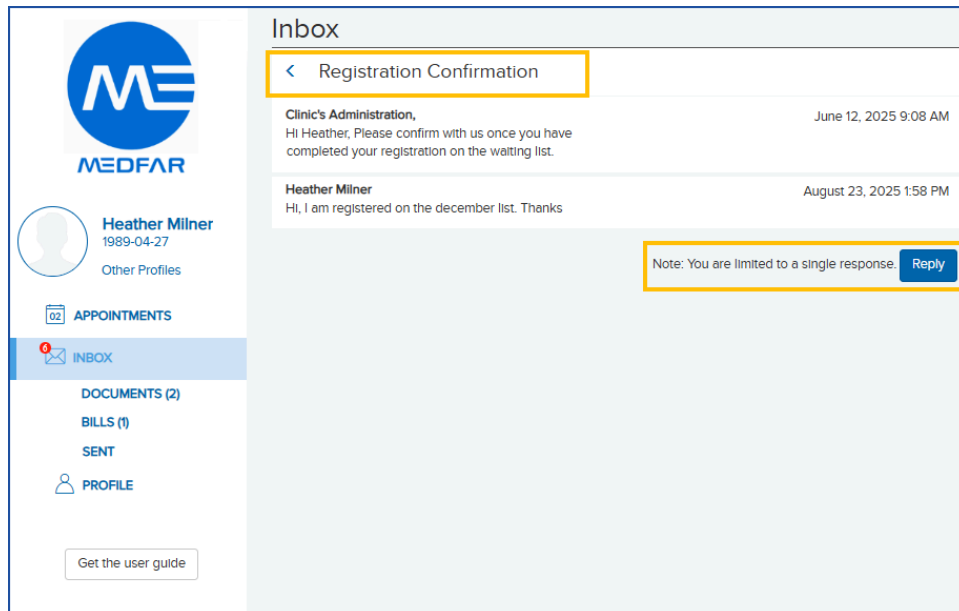 Inbox
ME
MEDFAR
Registration Confirmation
Clinic's Administration,
June 12, 2025 9:08 AM
Hi Heather, Please confirm with us once you have
completed your registration on the waiting list.
Heather Milner
August 23, 2025 1:58 PM
Hi, I am registered on the december list. Thanks
Note: You are limited to a single response.
Reply
Heather Milner
1989-04-27
Other Profiles
02 APPOINTMENTS
6 INBOX
DOCUMENTS (2)
BILLS (1)
SENT
PROFILE
Get the user guide